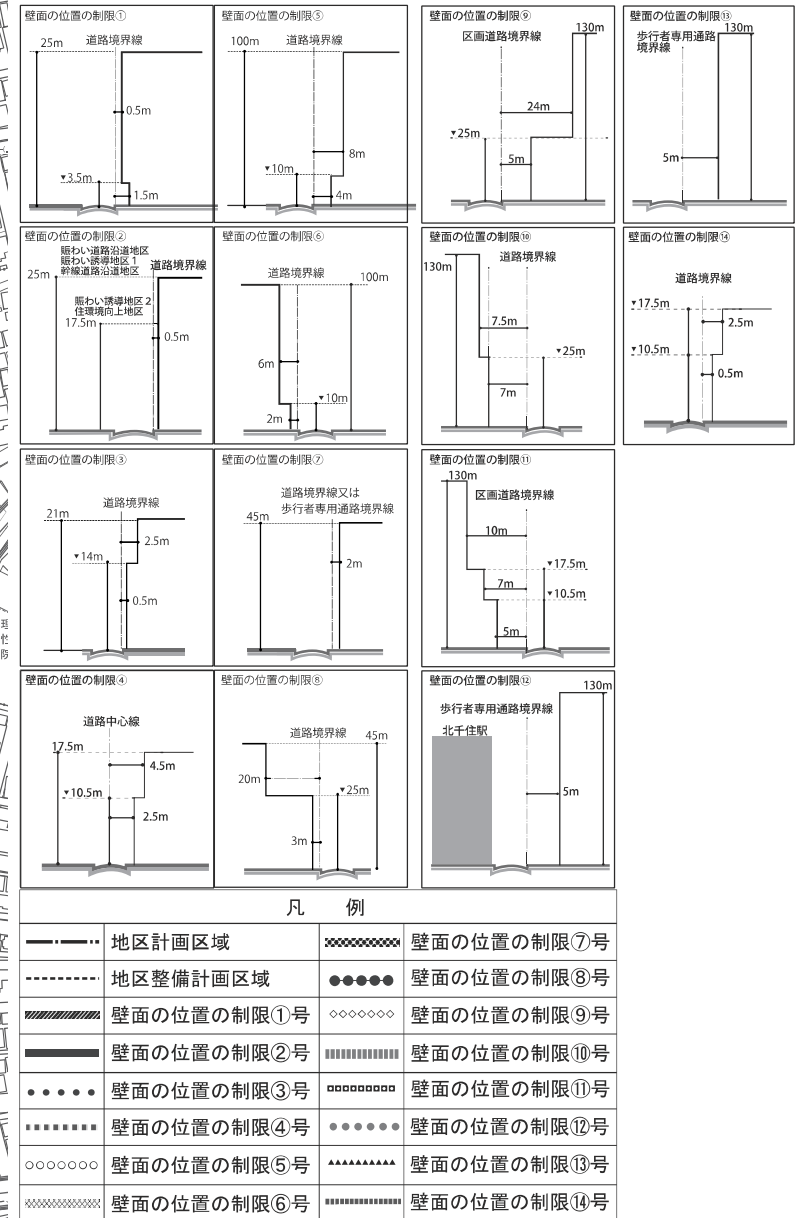 壁面の位置の制限①
25m
道路境界線
0.5m
▼3.5m
1.5m
壁面の位置の制限⑤
100m
道路境界線
8m
▼10m
4m
壁面の位置の制限⑨
130m
区画道路境界線
24m
▼25m
5m
壁面の位置の制限⑬
130m
歩行者専用通路
境界線
5m
壁面の位置の制限②
賑わい道路沿道地区
賑わい誘導地区1
幹線道路沿道地区
道路境界線
25m
賑わい誘導地区2
住環境向上地区
17.5m
0.5m
壁面の位置の制限⑥
道路境界線
100m
6m
▼10m
2m
壁面の位置の制限⑩
道路境界線
130m
7.5m
▼25m
7m
壁面の位置の制限⑭
道路境界線
▼17.5m
2.5m
▼10.5m
0.5m
壁面の位置の制限③
道路境界線
21m
2.5m
▼14m
0.5m
壁面の位置の制限⑦
道路境界線又は
歩行者専用通路境界線
45m
2m
壁面の位置の制限⑪
130m
区画道路境界線
10m
▼17.5m
7m
▼10.5m
5m
理
性
防
壁面の位置の制限④
道路中心線
17.5m
4.5m
▼10.5m
2.5m
壁面の位置の制限⑧
道路境界線
45m
20m
▼25m
3m
壁面の位置の制限⑫
130m
歩行者専用通路境界線
北千住駅
5m
凡 例
地区計画区域
壁面の位置の制限⑦号
地区整備計画区域
壁面の位置の制限⑧号
壁面の位置の制限①号
壁面の位置の制限⑨号
壁面の位置の制限②号
壁面の位置の制限⑩号
壁面の位置の制限③号
壁面の位置の制限⑪号
壁面の位置の制限④号
壁面の位置の制限⑫号
壁面の位置の制限⑤号
壁面の位置の制限⑬号
壁面の位置の制限⑥号
壁面の位置の制限⑭号